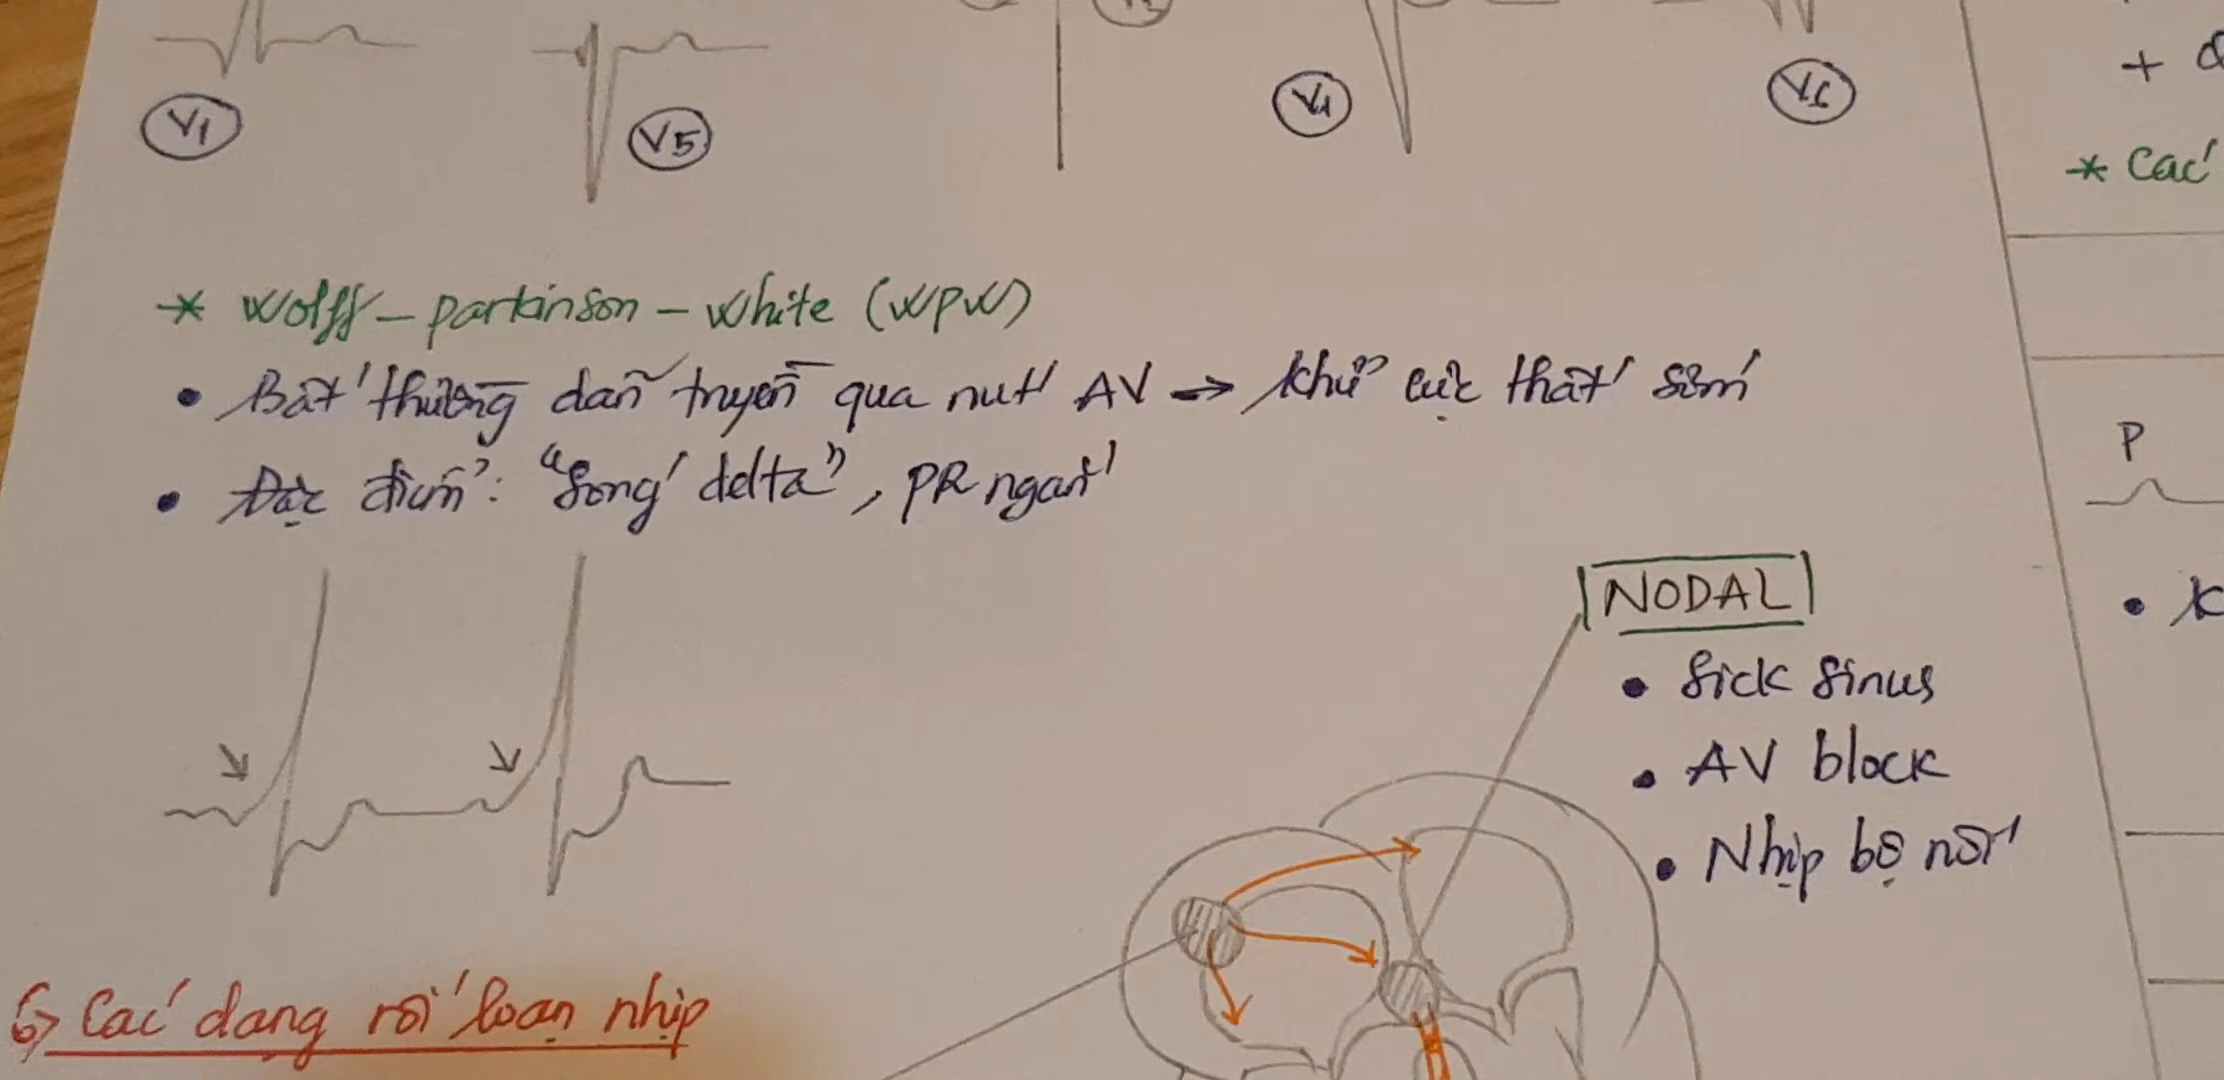 V1
V5
V1
V6
+
* Các
* Wolff-parkinson-white (WPW)
• Bất thường dẫn truyền qua nút AV → khử cực thất sớm
• Đặc điểm: "Sóng delta", PR ngắn
P
NODAL
• Sick Sinus
• AV block
• Nhịp bộ nối
6> Các dạng rối loạn nhịp